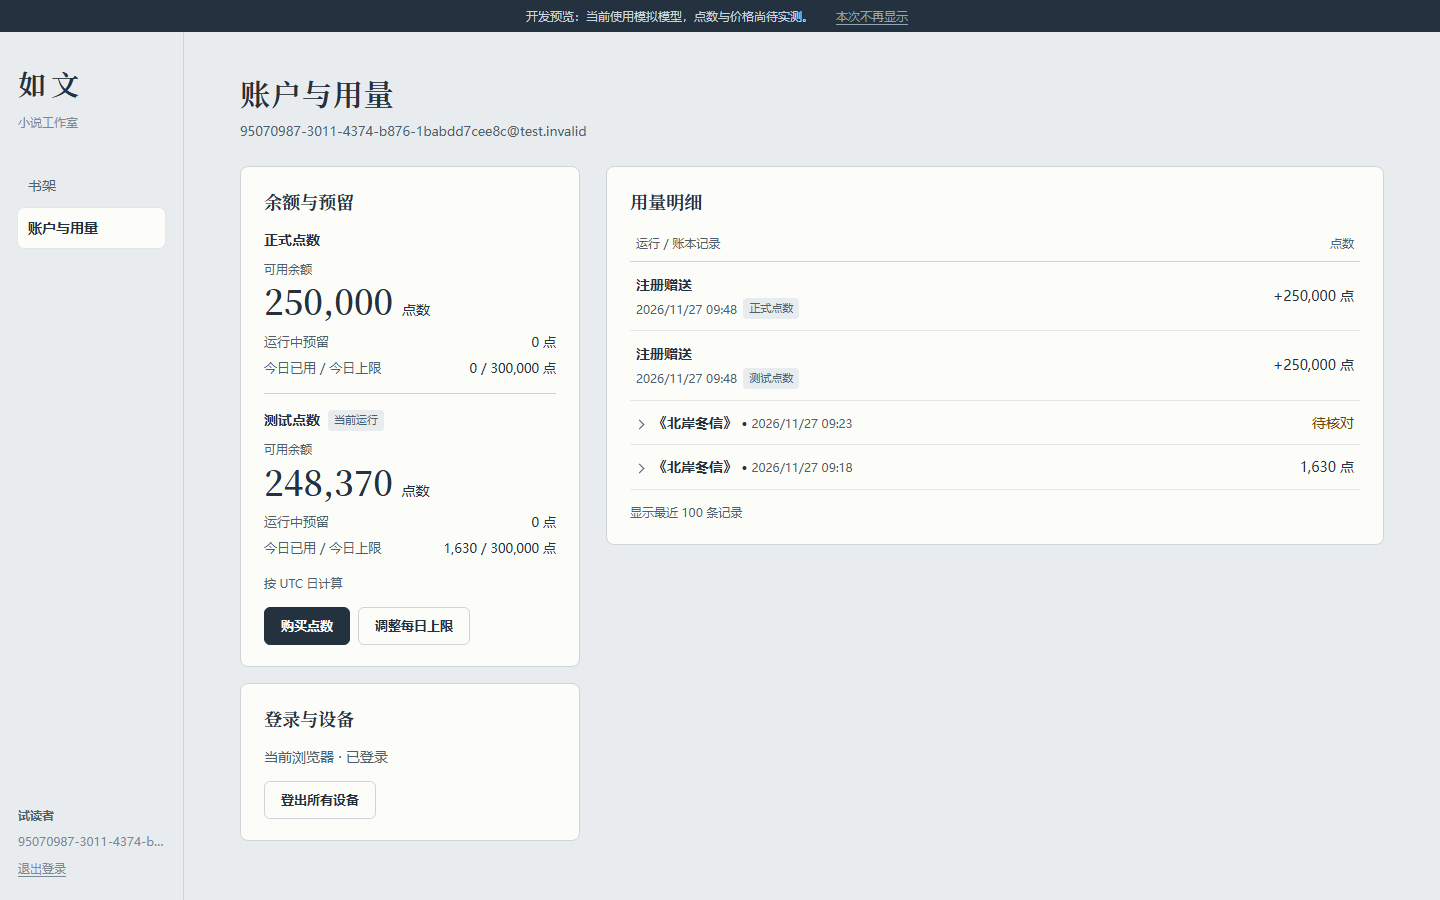 开发预览：当前使用模拟模型，点数与价格尚待实测。 本次不再显示
如文
小说工作室
书架
账户与用量
试读者
95070987-3011-4374-b...
退出登录
账户与用量
95070987-3011-4374-b876-1babdd7cee8c@test.invalid
余额与预留
正式点数
可用余额
250,000 点数
运行中预留 0 点
今日已用 / 今日上限 0 / 300,000 点
测试点数 当前运行
可用余额
248,370 点数
运行中预留 0 点
今日已用 / 今日上限 1,630 / 300,000 点
按 UTC 日计算
购买点数 调整每日上限
登录与设备
当前浏览器 · 已登录
登出所有设备
用量明细
运行 / 账本记录 点数
注册赠送
2026/11/27 09:48 正式点数
+250,000 点
注册赠送
2026/11/27 09:48 测试点数
+250,000 点
《北岸冬信》 • 2026/11/27 09:23 待核对
《北岸冬信》 • 2026/11/27 09:18 1,630 点
显示最近 100 条记录